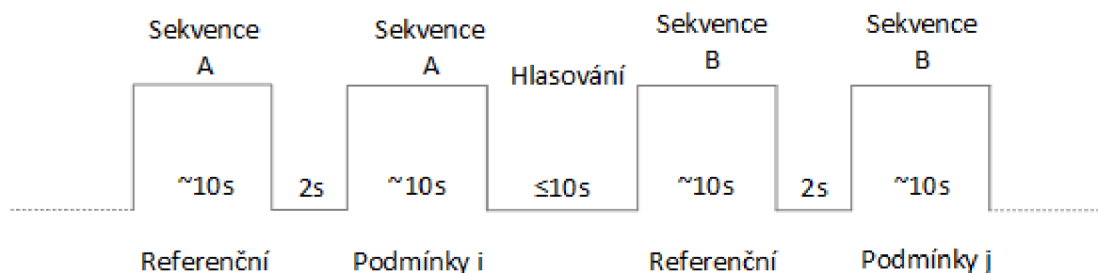 Sekvence
A
Sekvence
A
Hlasování
Sekvence
B
Sekvence
B
~10s
2s
~10s
≤10s
~10s
2s
~10s
Referenční
Podmínky i
Referenční
Podmínky j